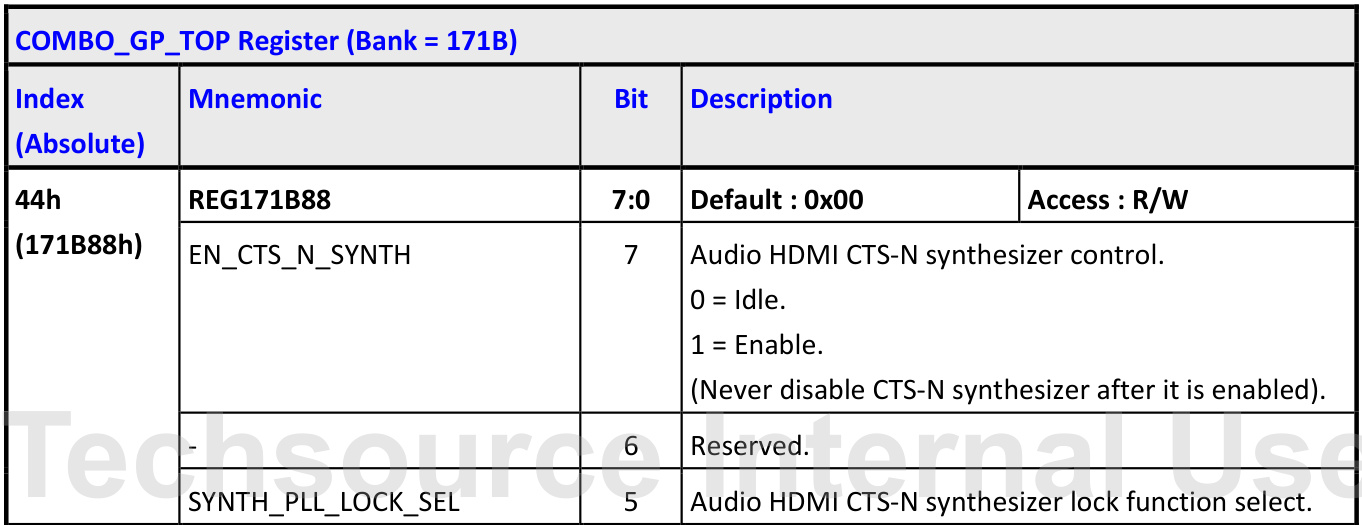 COMBO_GP_TOP Register (Bank = 171B)
Index (Absolute) Mnemonic Bit Description
44h (171B88h) REG171B88 7:0 Default : 0x00 Access : R/W
EN_CTS_N_SYNTH 7 Audio HDMI CTS-N synthesizer control.
0 = Idle.
1 = Enable.
(Never disable CTS-N synthesizer after it is enabled).
- 6 Reserved.
SYNTH_PLL_LOCK_SEL 5 Audio HDMI CTS-N synthesizer lock function select.
Techsource Internal Use